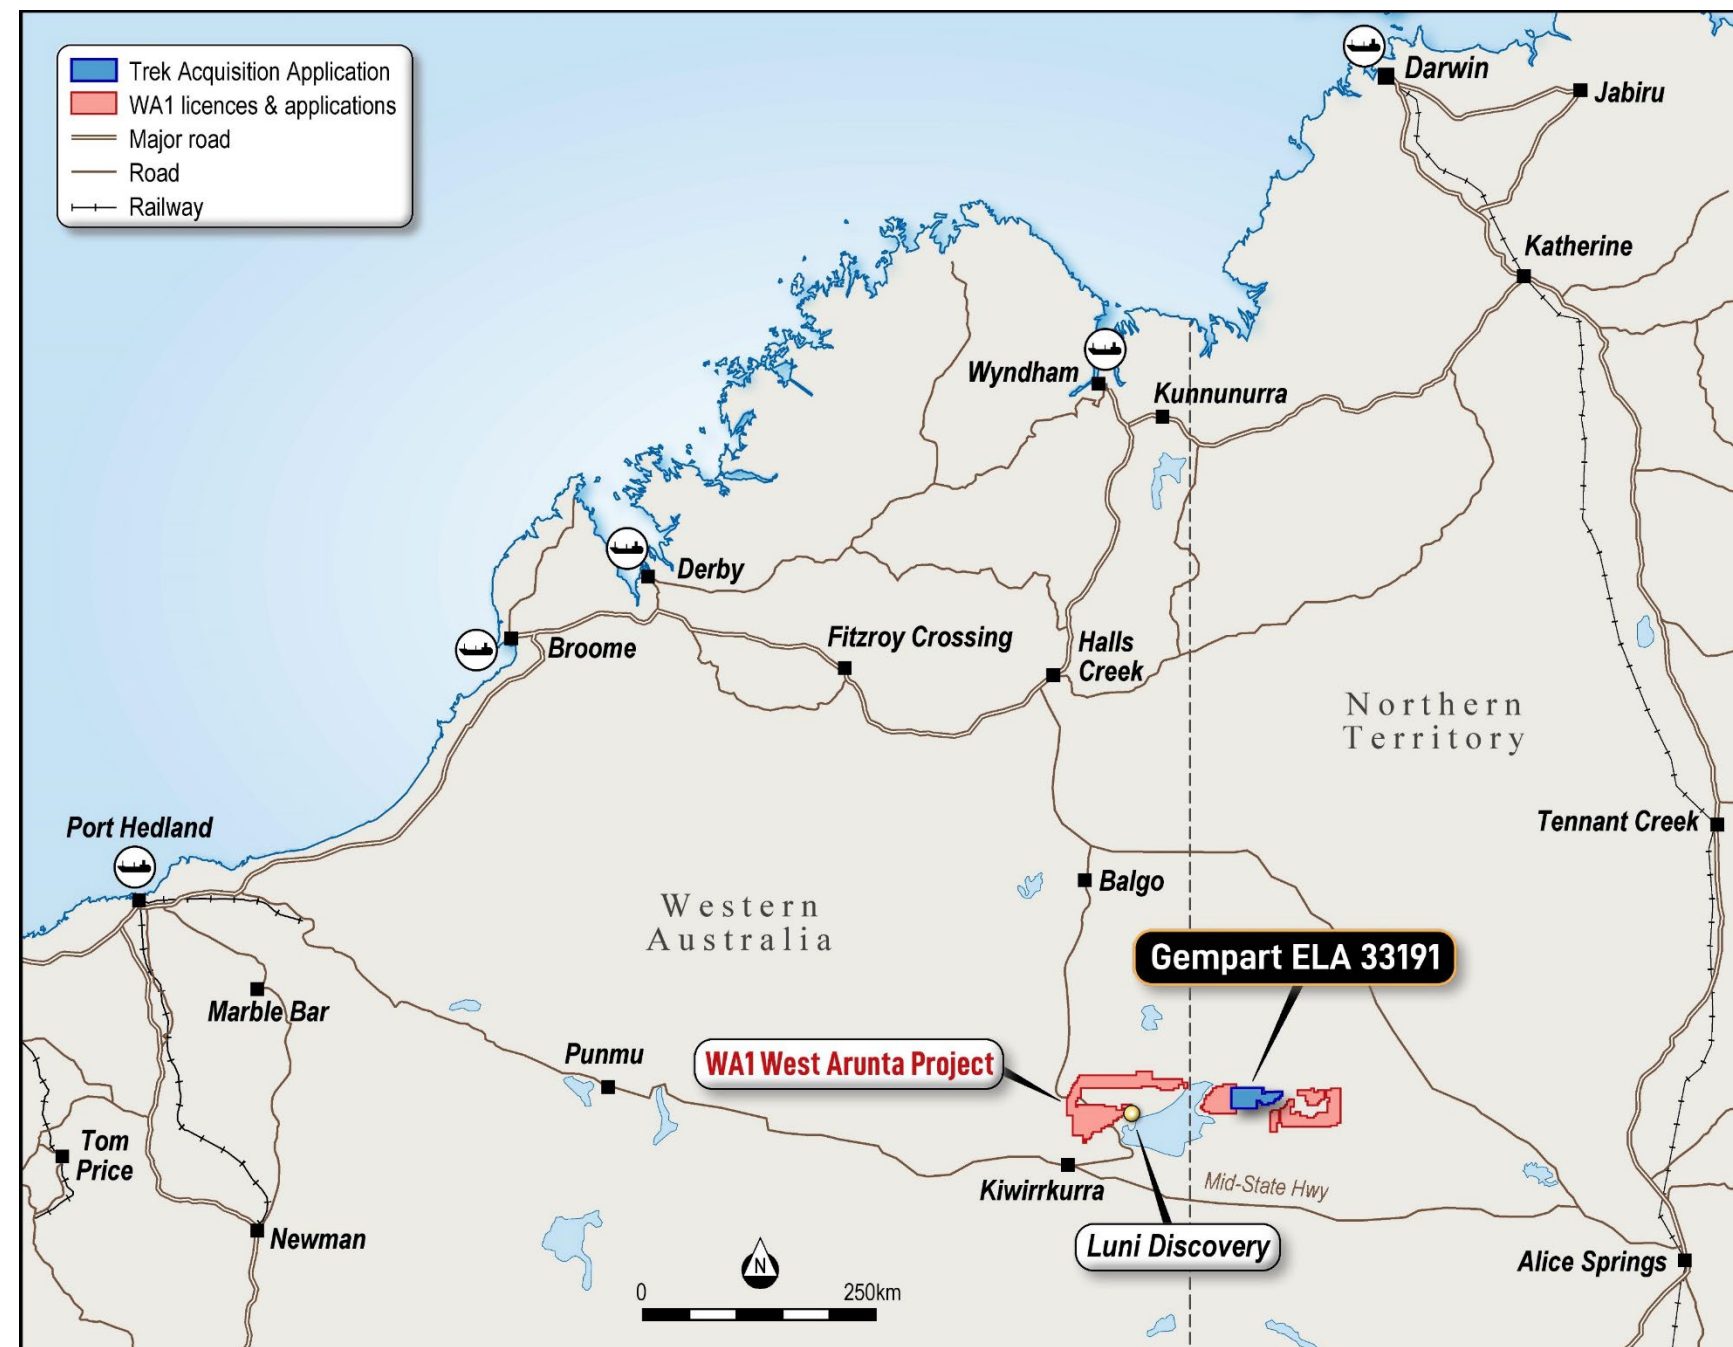 Trek Acquisition Application
WA1 licences & applications
Major road
Road
Railway
Darwin
Jabiru
Katherine
Wyndham
Kunnunurra
Derby
Broome
Fitzroy Crossing
Halls
Creek
Northern
Territory
Port Hedland
Tennant Creek
Balgo
Western
Australia
Gempart ELA 33191
Marble Bar
Punmu
WA1 West Arunta Project
Tom
Price
Kiwirrkurra
Mid-State Hwy
Newman
Luni Discovery
Alice Springs
N
0
250km